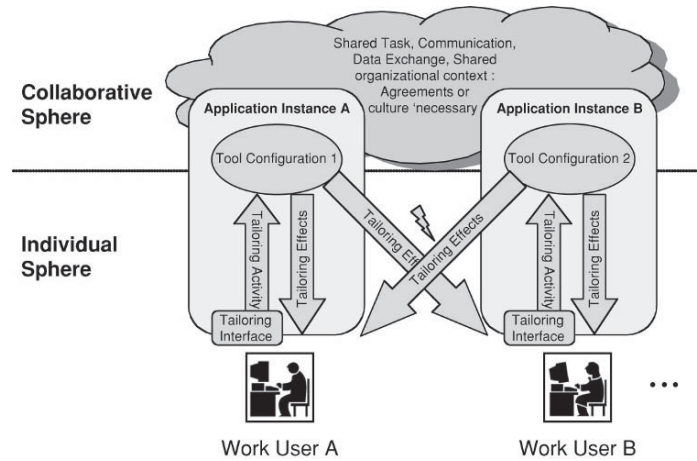 Shared Task, Communication,
Data Exchange, Shared
organizational context :
Agreements or
culture 'necessary
Collaborative
Sphere
Application Instance A
Application Instance B
Tool Configuration 1
Tool Configuration 2
Individual
Sphere
Tailoring Activity
Tailoring Effects
Tailoring Eff
Tailoring Effects
Tailoring Activity
Tailoring Effects
Tailoring
Interface
Tailoring
Interface
...
Work User A
Work User B